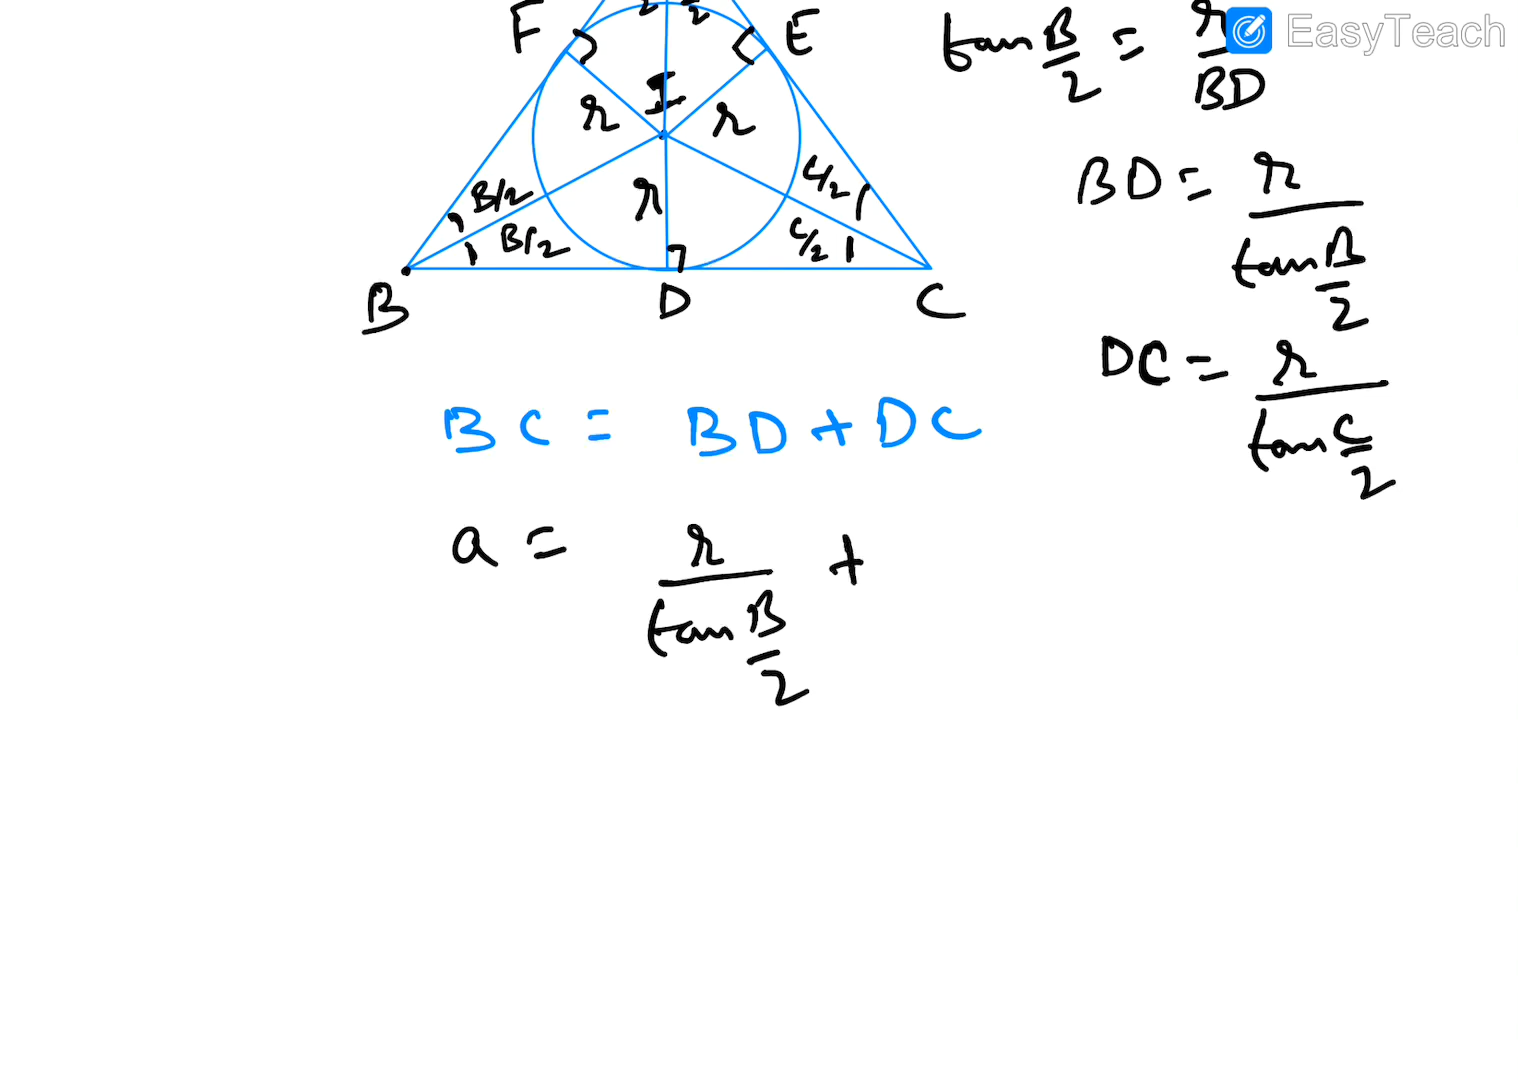 F
E
I
r
r
r
B/2
B/2
C/2
C/2
B
D
C
tan B/2 = r/BD
EasyTeach
BD = r/tan B/2
DC = r/tan C/2
BC = BD + DC
a = r/tan B/2 +